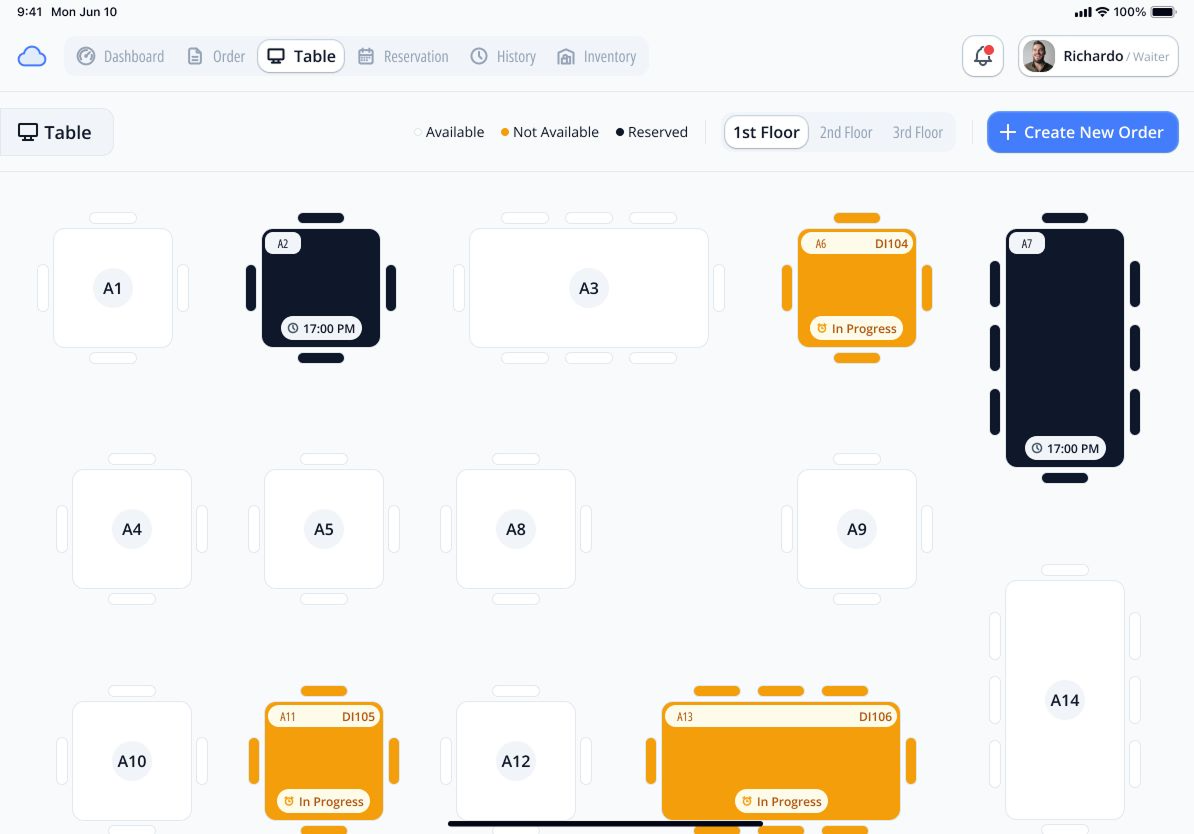 9:41 Mon Jun 10 100%
Dashboard Order Table Reservation History Inventory Richardo / Waiter
Table Available Not Available Reserved 1st Floor 2nd Floor 3rd Floor + Create New Order
A1
A2
17:00 PM
A3
A6 DI104
In Progress
A7
17:00 PM
A4
A5
A8
A9
A14
A10
A11 DI105
In Progress
A12
A13 DI106
In Progress